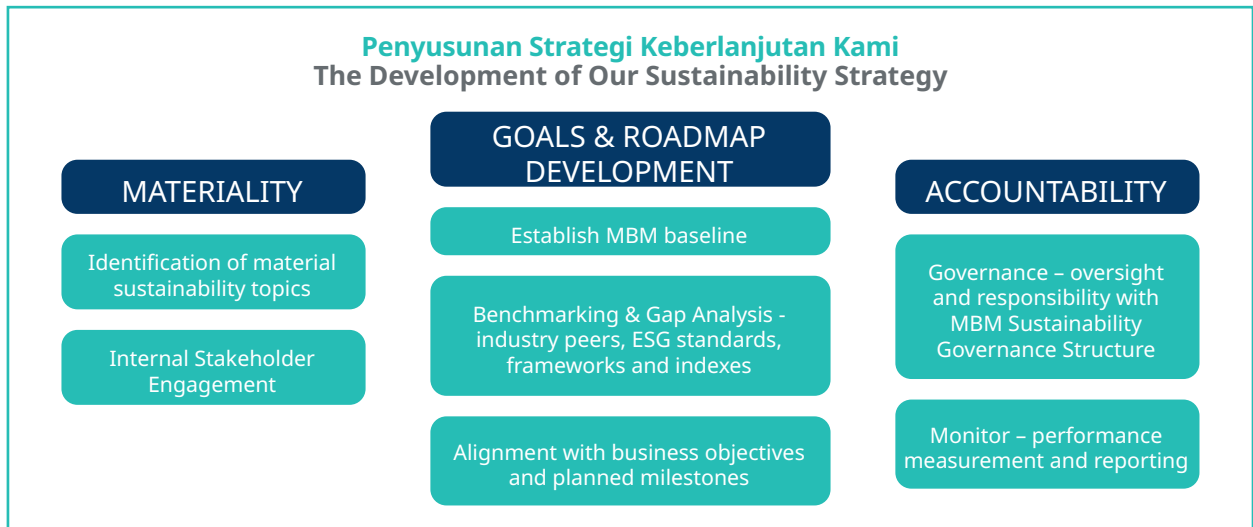 Penyusunan Strategi Keberlanjutan Kami
The Development of Our Sustainability Strategy
MATERIALITY
Identification of material
sustainability topics
Internal Stakeholder
Engagement
GOALS & ROADMAP
DEVELOPMENT
Establish MBM baseline
Benchmarking & Gap Analysis -
industry peers, ESG standards,
frameworks and indexes
Alignment with business objectives
and planned milestones
ACCOUNTABILITY
Governance – oversight
and responsibility with
MBM Sustainability
Governance Structure
Monitor – performance
measurement and reporting